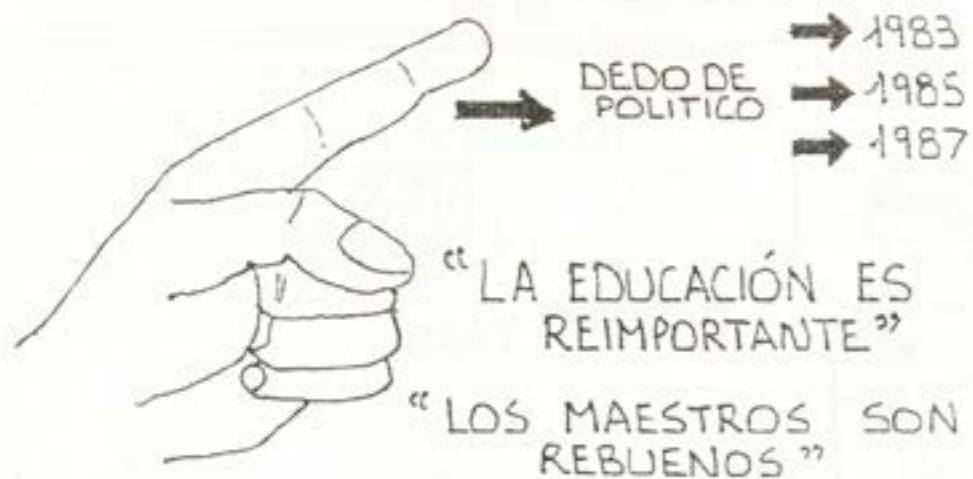 DEDO DE
POLITICO
1983
1985
1987
“LA EDUCACIÓN ES
REIMPORTANTE”
“LOS MAESTROS SON
REBUENOS”